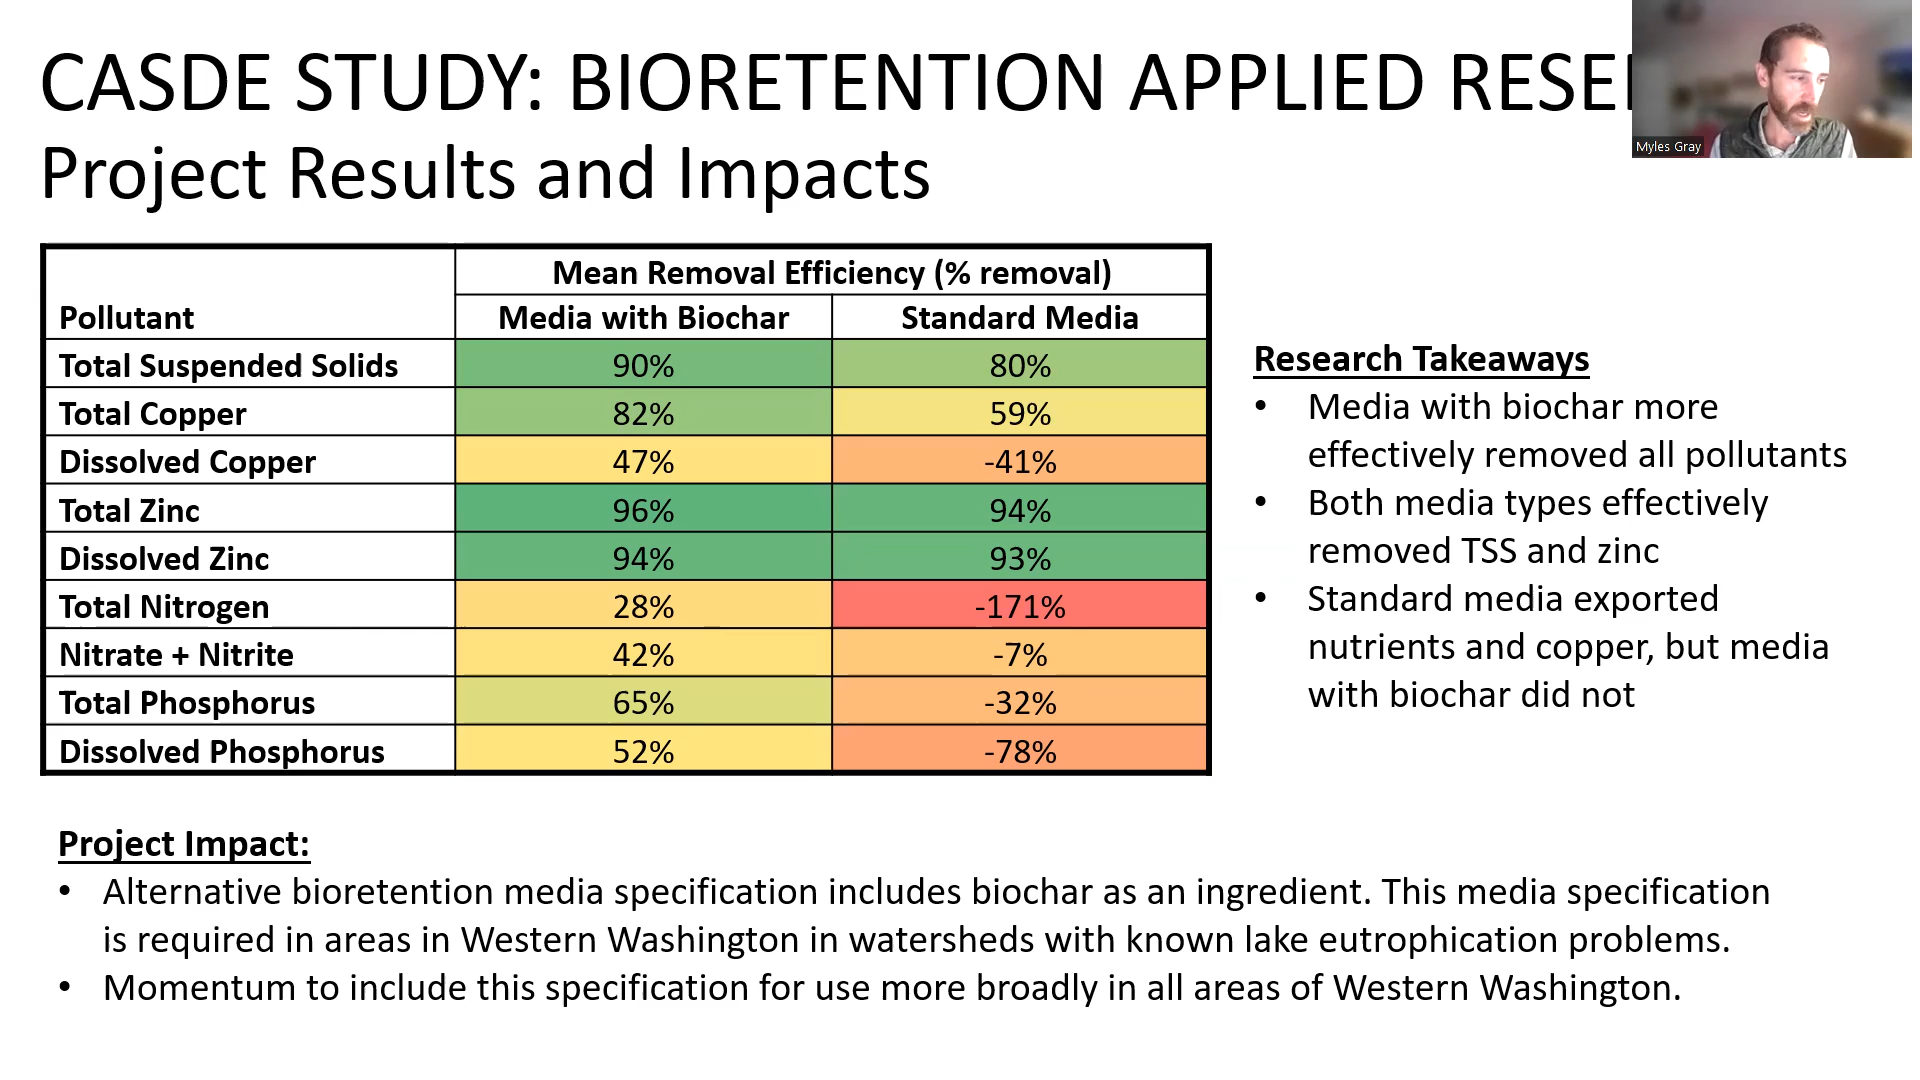 CASDE STUDY: BIORETENTION APPLIED RESE
Project Results and Impacts
Myles Gray
Mean Removal Efficiency (% removal)
Pollutant Media with Biochar Standard Media
Total Suspended Solids 90% 80%
Total Copper 82% 59%
Dissolved Copper 47% -41%
Total Zinc 96% 94%
Dissolved Zinc 94% 93%
Total Nitrogen 28% -171%
Nitrate + Nitrite 42% -7%
Total Phosphorus 65% -32%
Dissolved Phosphorus 52% -78%
Research Takeaways
• Media with biochar more
effectively removed all pollutants
• Both media types effectively
removed TSS and zinc
• Standard media exported
nutrients and copper, but media
with biochar did not
Project Impact:
• Alternative bioretention media specification includes biochar as an ingredient. This media specification
is required in areas in Western Washington in watersheds with known lake eutrophication problems.
• Momentum to include this specification for use more broadly in all areas of Western Washington.